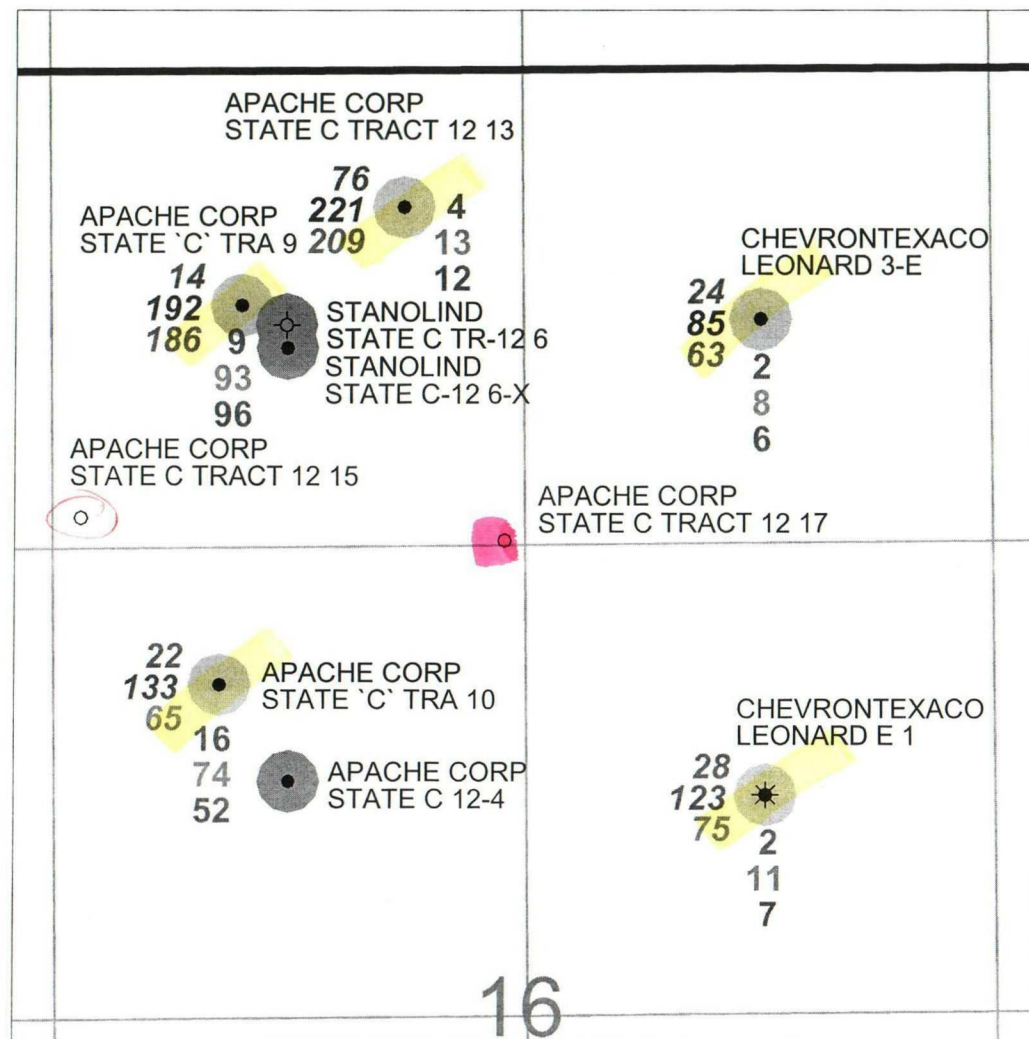 APACHE CORP
STATE C TRACT 12 13
76
221
209
4
13
12
APACHE CORP
STATE `C` TRA 9
14
192
186
9
93
96
STANOLIND
STATE C TR-12 6
STANOLIND
STATE C-12 6-X
CHEVRONTEXACO
LEONARD 3-E
24
85
63
2
8
6
APACHE CORP
STATE C TRACT 12 15
APACHE CORP
STATE C TRACT 12 17
22
133
65
APACHE CORP
STATE `C` TRA 10
16
74
52
APACHE CORP
STATE C 12-4
CHEVRONTEXACO
LEONARD E 1
28
123
75
2
11
7
16